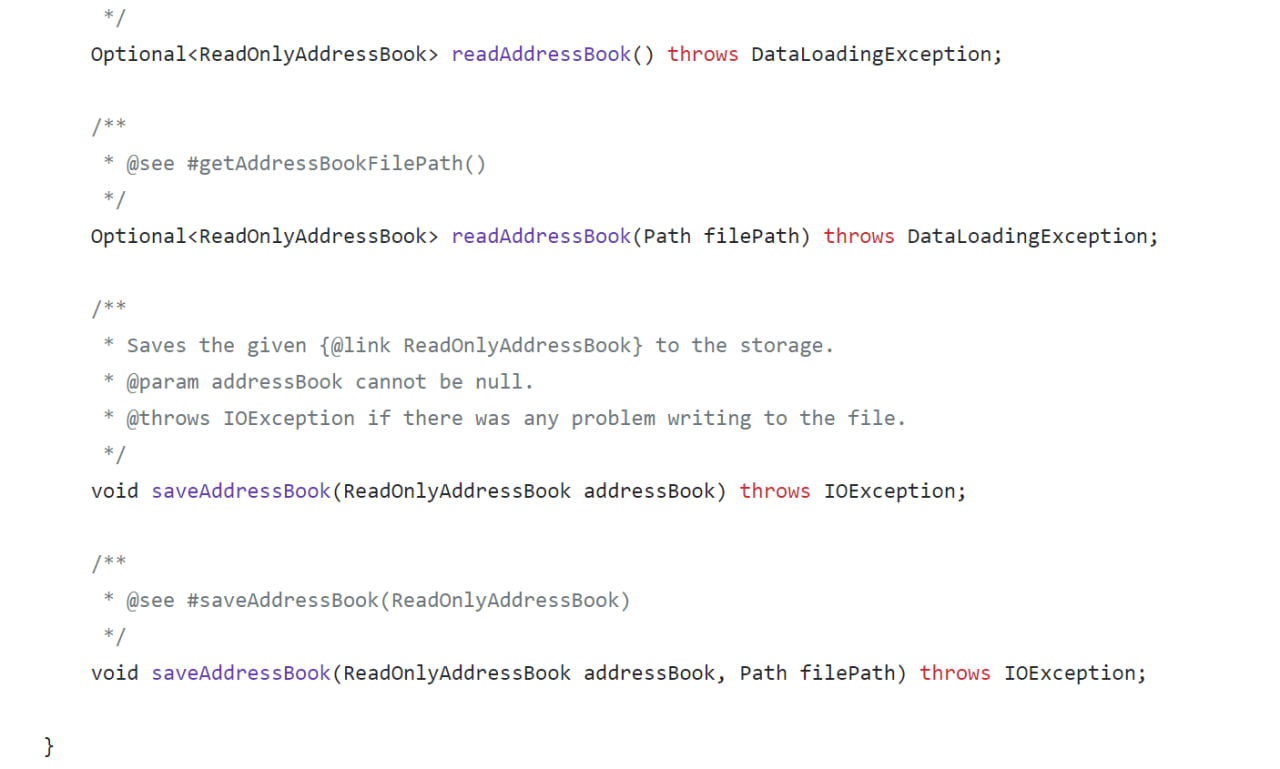 */
Optional<ReadOnlyAddressBook> readAddressBook() throws DataLoadingException;
/**
* @see #getAddressBookFilePath()
*/
Optional<ReadOnlyAddressBook> readAddressBook(Path filePath) throws DataLoadingException;
/**
* Saves the given {@link ReadOnlyAddressBook} to the storage.
* @param addressBook cannot be null.
* @throws IOException if there was any problem writing to the file.
*/
void saveAddressBook(ReadOnlyAddressBook addressBook) throws IOException;
/**
* @see #saveAddressBook(ReadOnlyAddressBook)
*/
void saveAddressBook(ReadOnlyAddressBook addressBook, Path filePath) throws IOException;
}